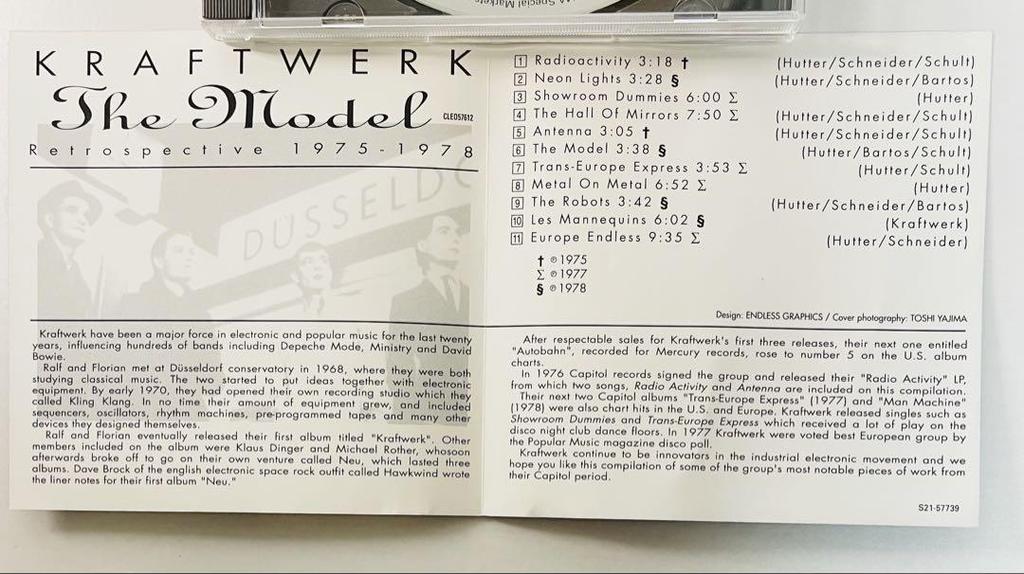 KRAFTWERK
The Model
CLEO57612
Retrospective 1975-1978
DÜSSELDO
Kraftwerk have been a major force in electronic and popular music for the last twenty
years, influencing hundreds of bands including Depeche Mode, Ministry and David
Bowie.
Ralf and Florian met at Düsseldorf conservatory in 1968, where they were both
studying classical music. The two started to put ideas together with electronic
equipment. By early 1970, they had opened their own recording studio which they
called Kling Klang. In no time their amount of equipment grew, and included
sequencers, oscillators, rhythm machines, pre-programmed tapes and many other
devices they designed themselves.
Ralf and Florian eventually released their first album titled "Kraftwerk". Other
members included on the album were Klaus Dinger and Michael Rother, whosoon
afterwards broke off to go on their own venture called Neu, which lasted three
albums. Dave Brock of the english electronic space rock outfit called Hawkwind wrote
the liner notes for their first album "Neu."
Special Markets
1 Radioactivity 3:18 † (Hutter/Schneider/Schult)
2 Neon Lights 3:28 § (Hutter/Schneider/Bartos)
3 Showroom Dummies 6:00 Σ (Hutter)
4 The Hall Of Mirrors 7:50 Σ (Hutter/Schneider/Schult)
5 Antenna 3:05 † (Hutter/Schneider/Schult)
6 The Model 3:38 § (Hutter/Bartos/Schult)
7 Trans-Europe Express 3:53 Σ (Hutter/Schult)
8 Metal On Metal 6:52 Σ (Hutter)
9 The Robots 3:42 § (Hutter/Schneider/Bartos)
10 Les Mannequins 6:02 § (Kraftwerk)
11 Europe Endless 9:35 Σ (Hutter/Schneider)
† ℗1975
Σ ℗1977
§ ℗1978
Design: ENDLESS GRAPHICS / Cover photography: TOSHI YAJIMA
After respectable sales for Kraftwerk's first three releases, their next one entitled
"Autobahn", recorded for Mercury records, rose to number 5 on the U.S. album
charts.
In 1976 Capitol records signed the group and released their "Radio Activity" LP,
from which two songs, Radio Activity and Antenna are included on this compilation.
Their next two Capitol albums "Trans-Europe Express" (1977) and "Man Machine"
(1978) were also chart hits in the U.S. and Europe. Kraftwerk released singles such as
Showroom Dummies and Trans-Europe Express which received a lot of play on the
disco night club dance floors. In 1977 Kraftwerk were voted best European group by
the Popular Music magazine disco poll.
Kraftwerk continue to be innovators in the industrial electronic movement and we
hope you like this compilation of some of the group's most notable pieces of work from
their Capitol period.
S21-57739